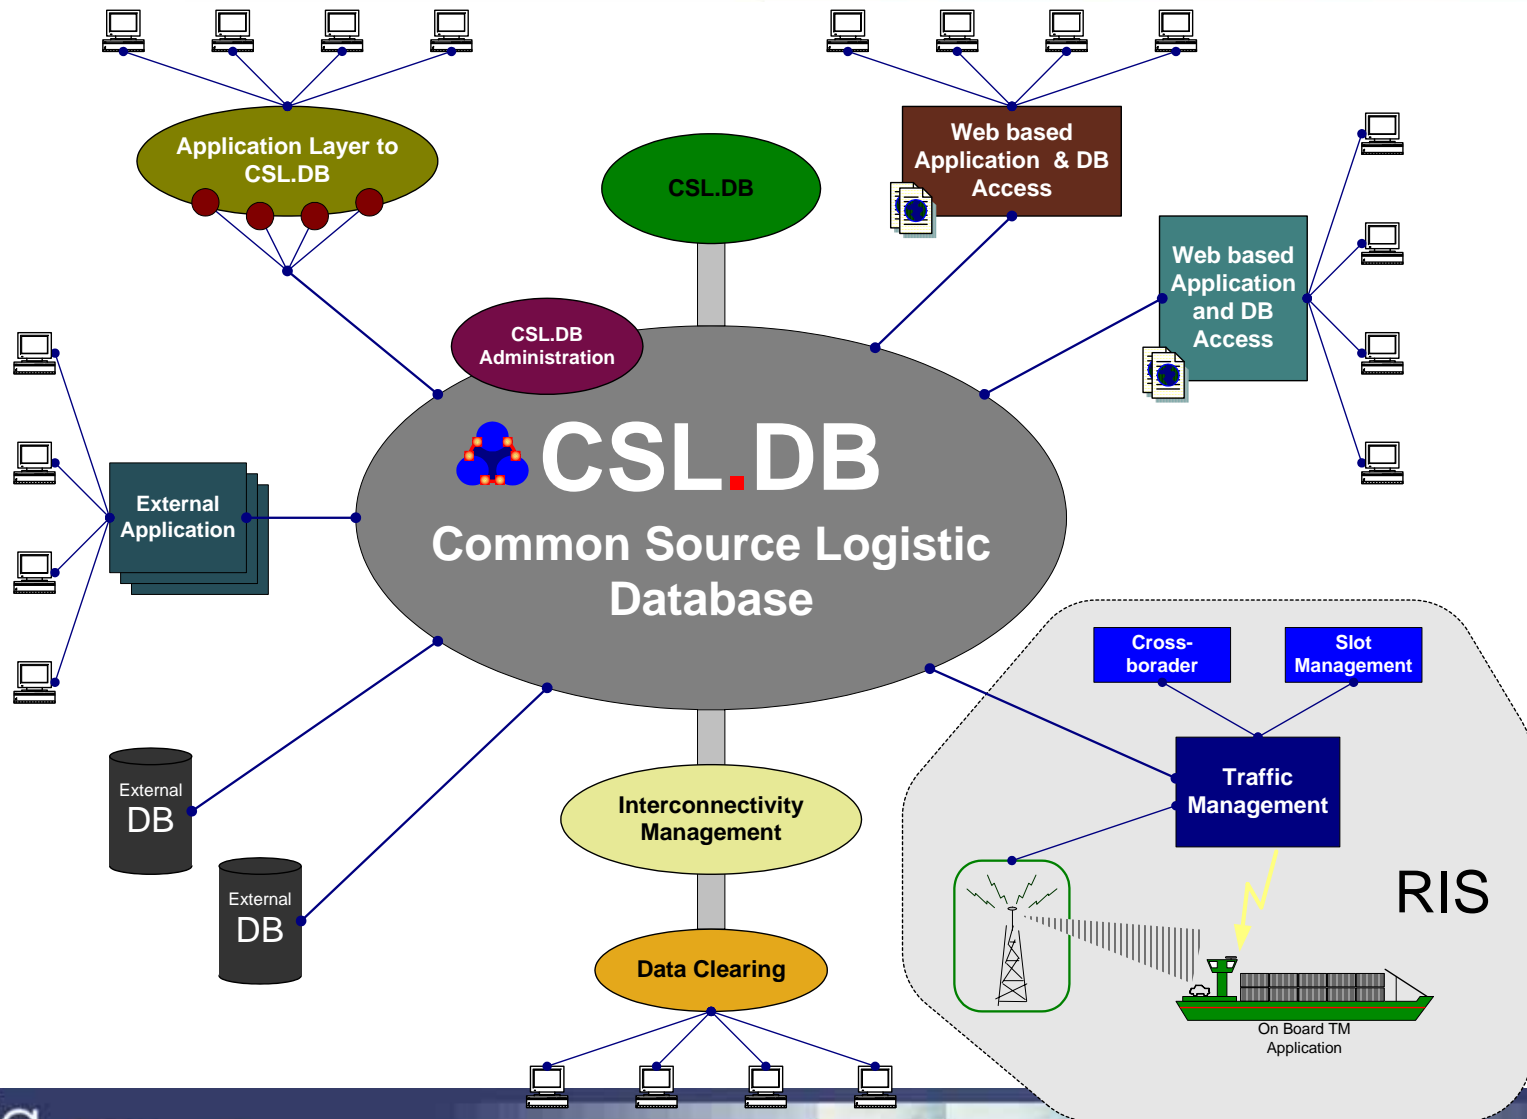 Application Layer to
CSL.DB
CSL.DB
Web based
Application & DB
Access
Web based
Application
and DB
Access
CSL.DB
Administration
CSL.DB
Common Source Logistic
Database
External
Application
External
DB
External
DB
Interconnectivity
Management
Data Clearing
Cross-
borader
Slot
Management
Traffic
Management
RIS
On Board TM
Application